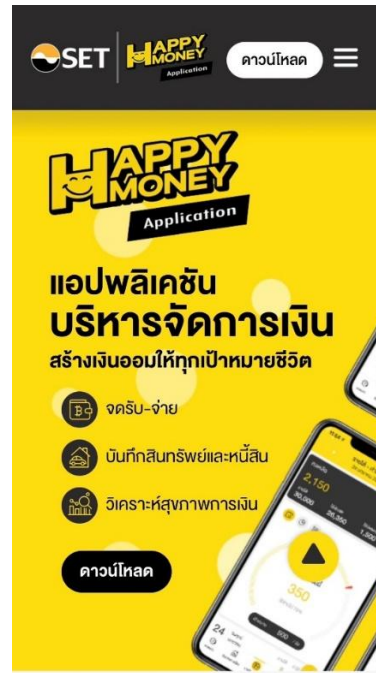 SET
HAPPY
MONEY
Application
ดาวน์โหลด
HAPPY
MONEY
Application
แอปพลิเคชัน
บริหารจัดการเงิน
สร้างเงินออมให้ทุกเป้าหมายชีวิต
จดรับ-จ่าย
บันทึกสินทรัพย์และหนี้สิน
วิเคราะห์สุขภาพการเงิน
ดาวน์โหลด
2,150
30,000
26,350
1,500
350
500
24